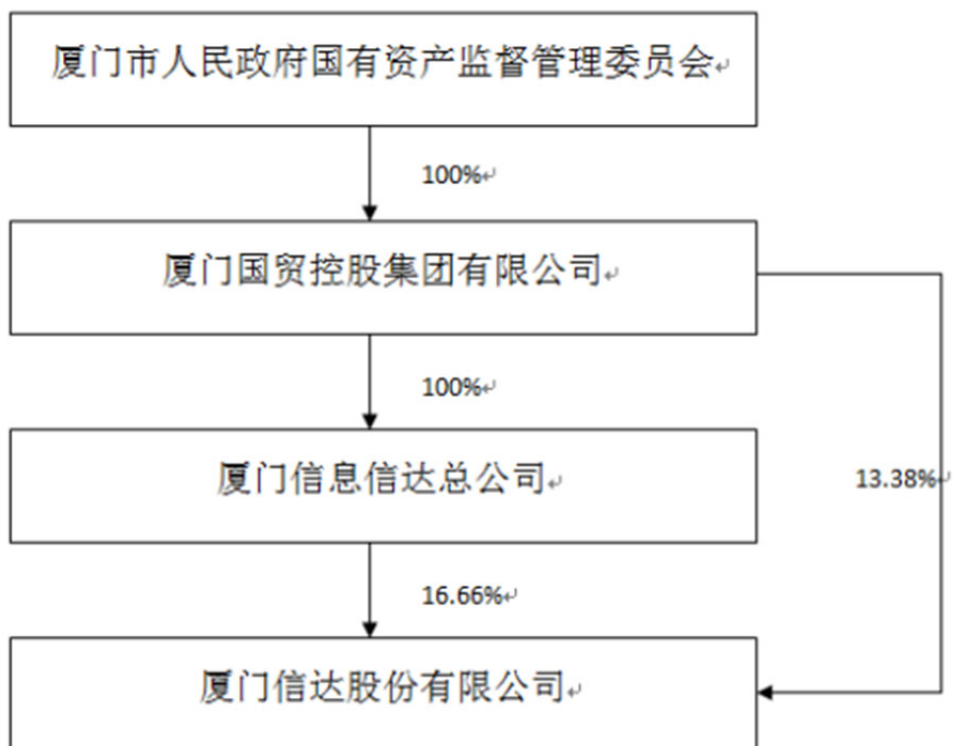 厦门市人民政府国有资产监督管理委员会
100%
厦门国贸控股集团有限公司
100%
厦门信息信达总公司
13.38%
16.66%
厦门信达股份有限公司